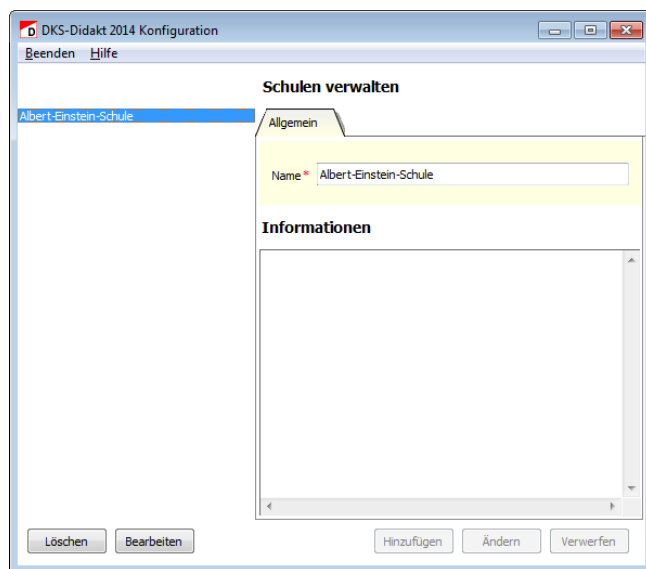 D DKS-Didakt 2014 Konfiguration
Beenden Hilfe
Schulen verwalten
Albert-Einstein-Schule
Allgemein
Name * Albert-Einstein-Schule
Informationen
Löschen Bearbeiten Hinzufügen Ändern Verwerfen